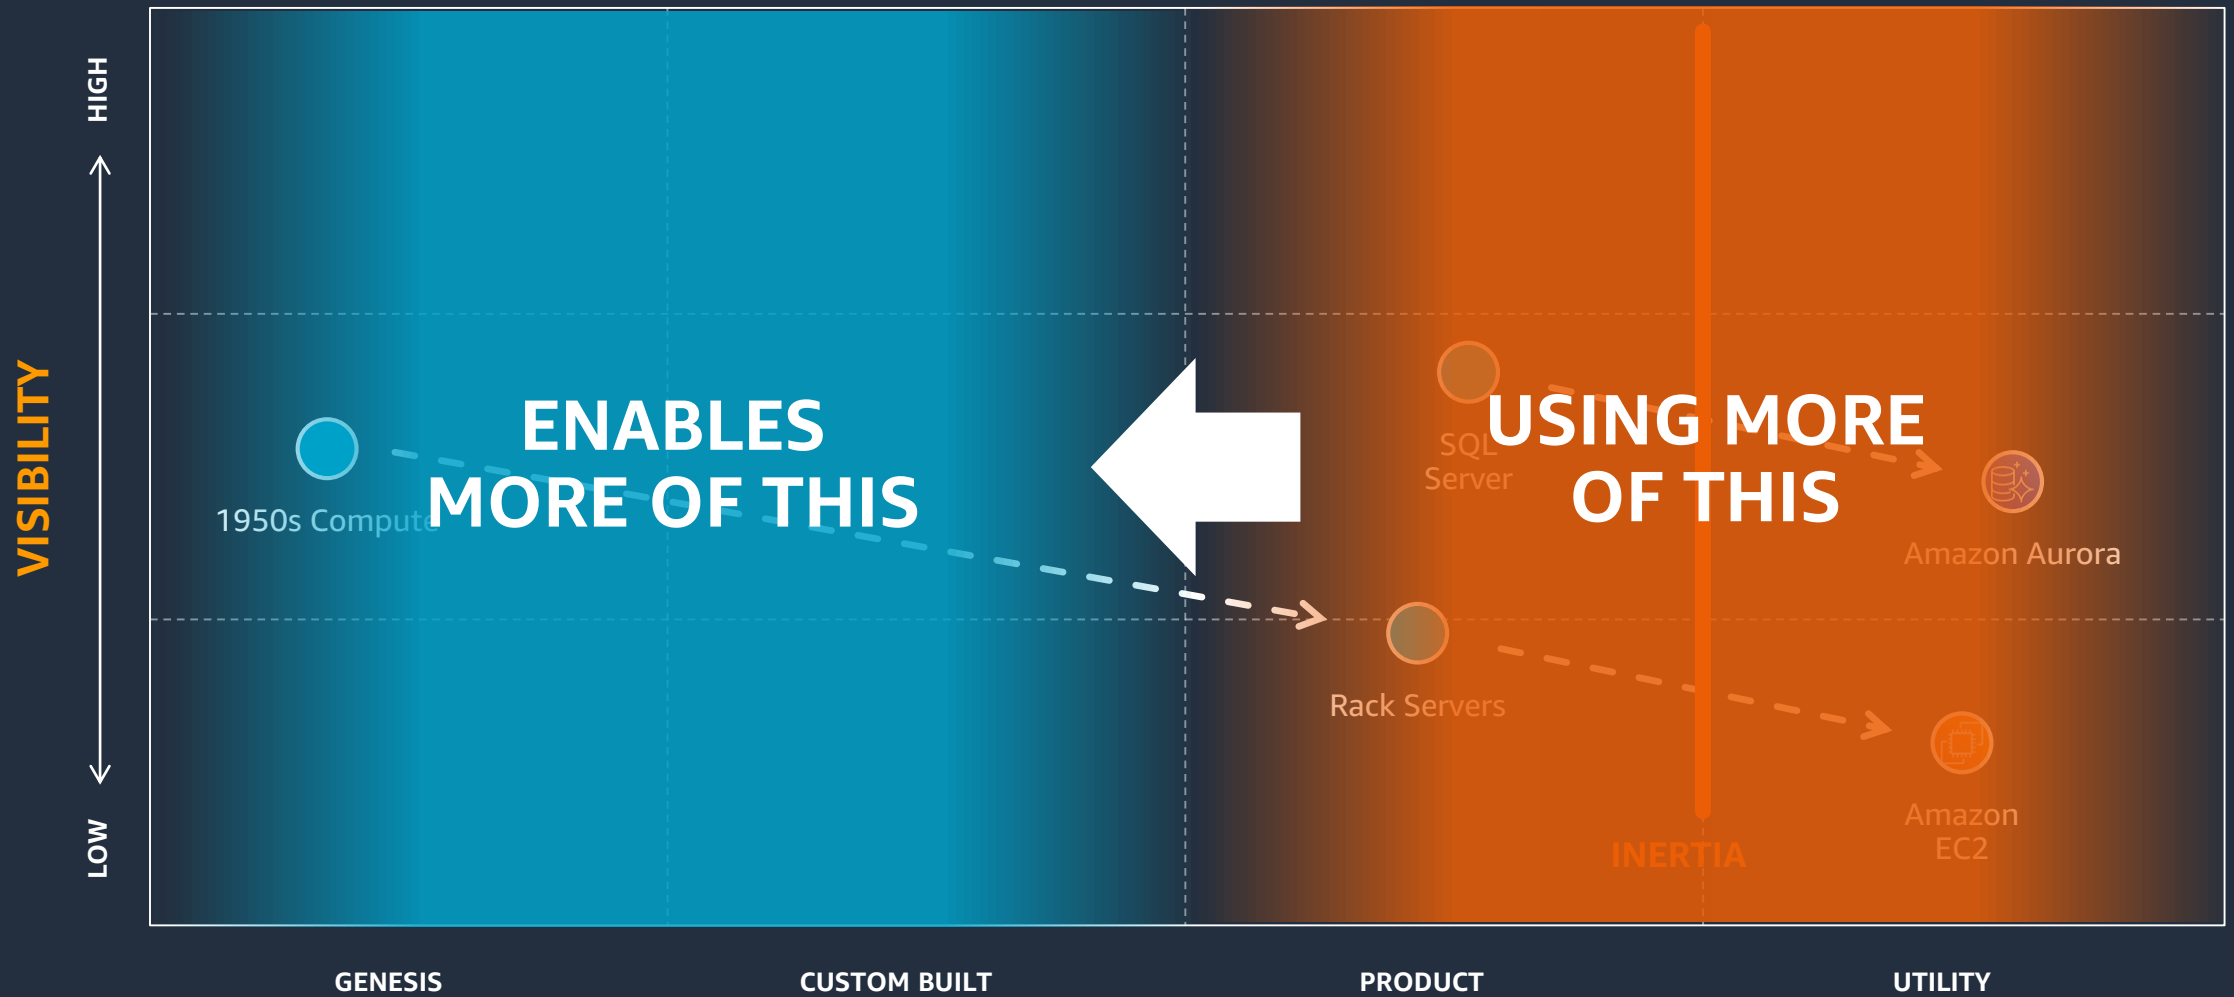 HIGH
VISIBILITY
LOW
ENABLES
MORE OF THIS
USING MORE
OF THIS
1950s Compute
SQL
Server
Amazon Aurora
Rack Servers
Amazon
EC2
INERTIA
GENESIS
CUSTOM BUILT
PRODUCT
UTILITY